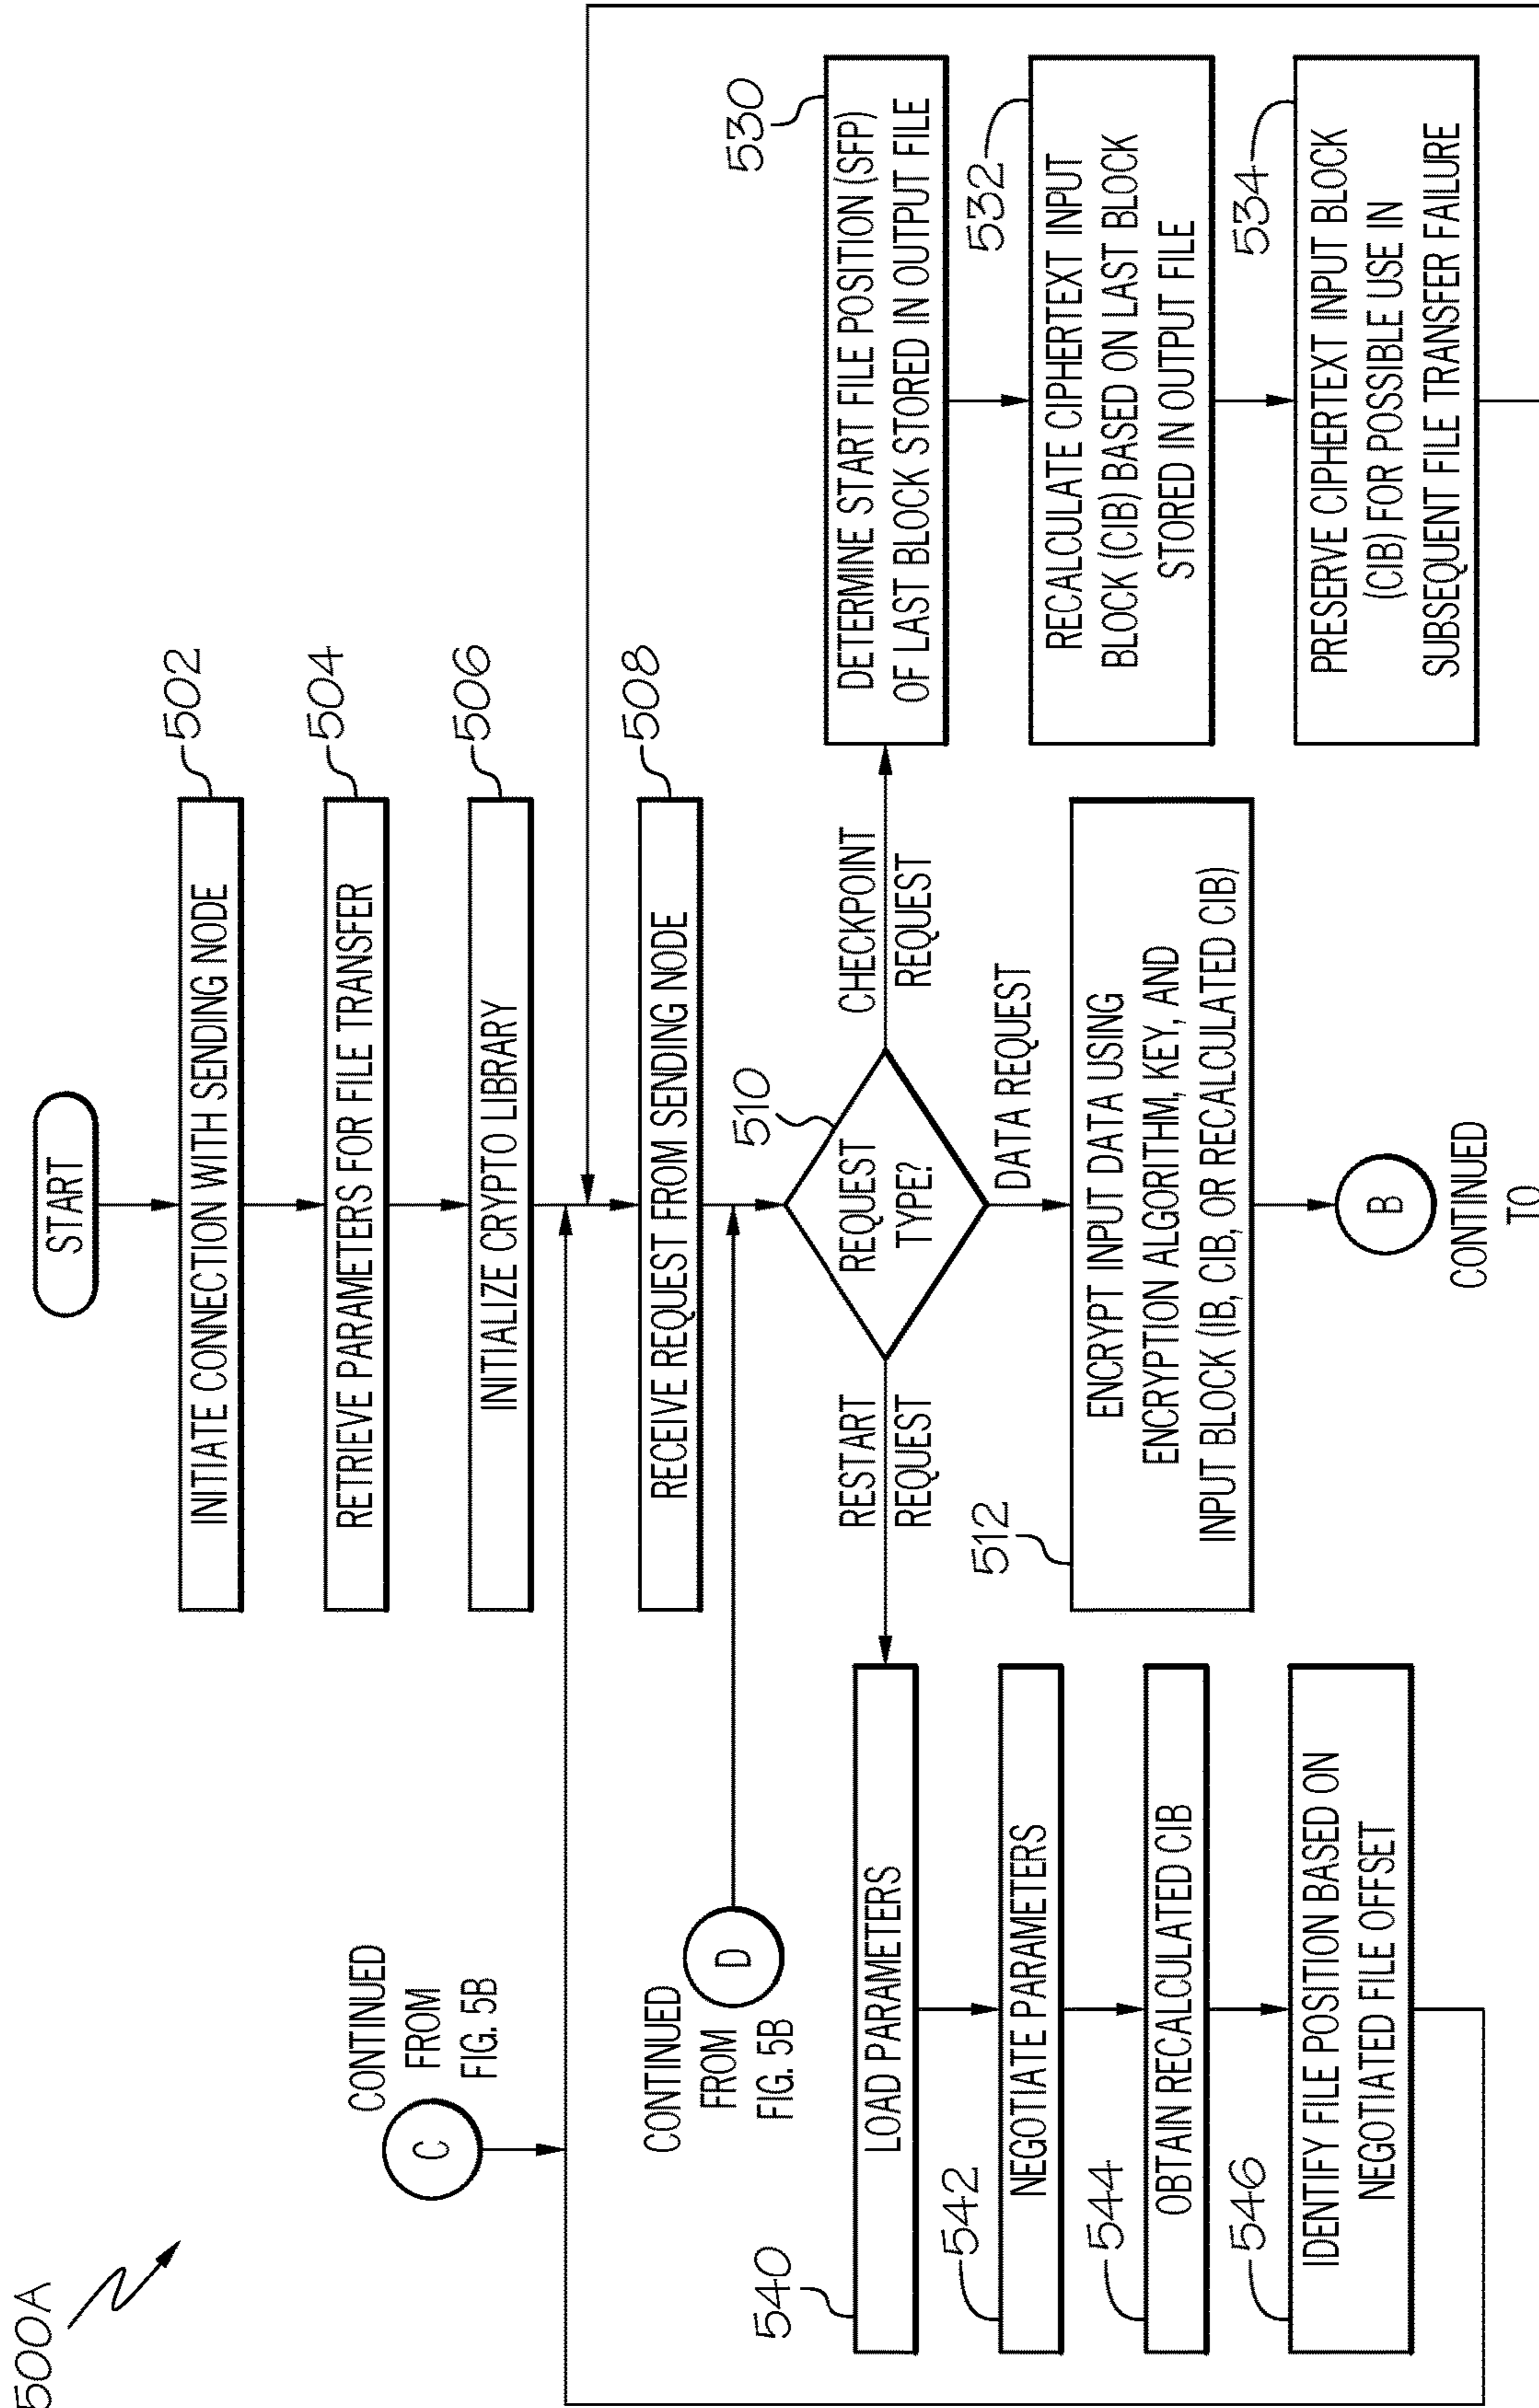 500A
START
INITIATE CONNECTION WITH SENDING NODE
502
RETRIEVE PARAMETERS FOR FILE TRANSFER
504
INITIALIZE CRYPTO LIBRARY
506
CONTINUED
FROM
FIG. 5B
C
RECEIVE REQUEST FROM SENDING NODE
508
CONTINUED
FROM
FIG. 5B
D
REQUEST
TYPE?
510
RESTART
REQUEST
CHECKPOINT
REQUEST
DATA REQUEST
540
LOAD PARAMETERS
542
NEGOTIATE PARAMETERS
544
OBTAIN RECALCULATED CIB
546
IDENTIFY FILE POSITION BASED ON
NEGOTIATED FILE OFFSET
512
ENCRYPT INPUT DATA USING
ENCRYPTION ALGORITHM, KEY, AND
INPUT BLOCK (IB, CIB, OR RECALCULATED CIB)
B
CONTINUED
TO
530
DETERMINE START FILE POSITION (SFP)
OF LAST BLOCK STORED IN OUTPUT FILE
532
RECALCULATE CIPHERTEXT INPUT
BLOCK (CIB) BASED ON LAST BLOCK
STORED IN OUTPUT FILE
534
PRESERVE CIPHERTEXT INPUT BLOCK
(CIB) FOR POSSIBLE USE IN
SUBSEQUENT FILE TRANSFER FAILURE